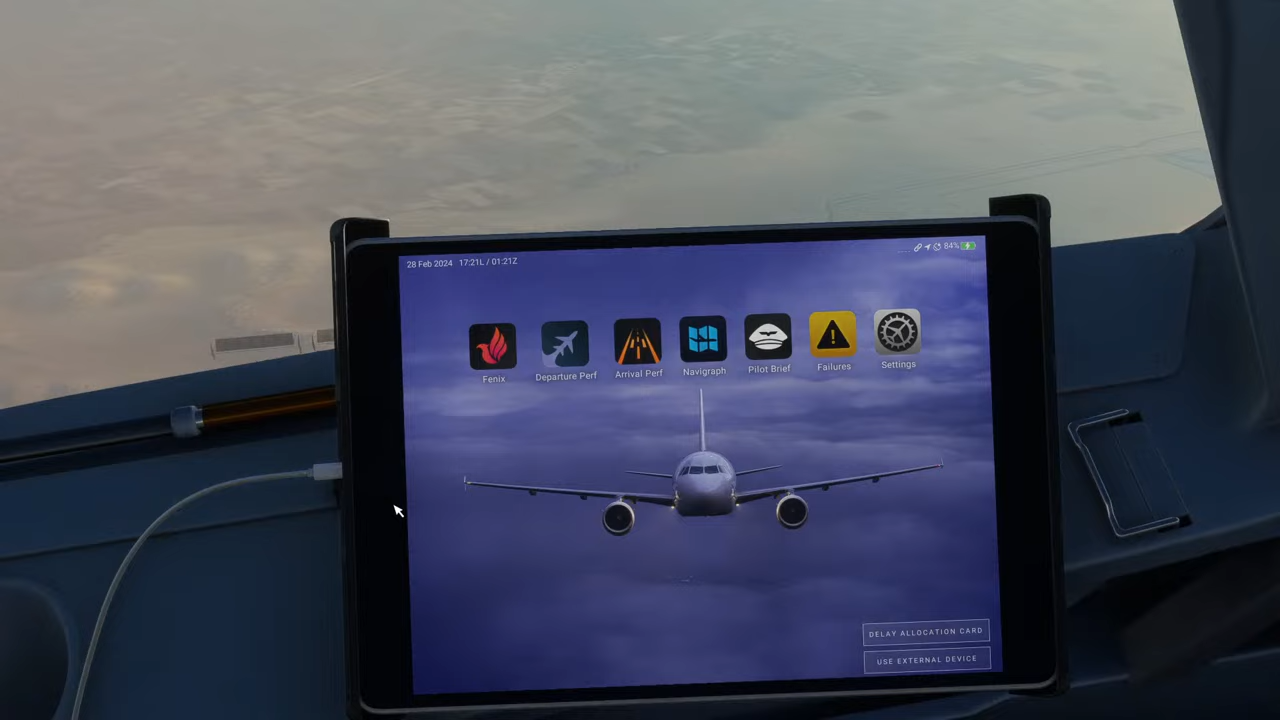 28 Feb 2024 17:21L / 01:21Z
84%
Fenix
Departure Perf
Arrival Perf
Navigraph
Pilot Brief
Failures
Settings
DELAY ALLOCATION CARD
USE EXTERNAL DEVICE